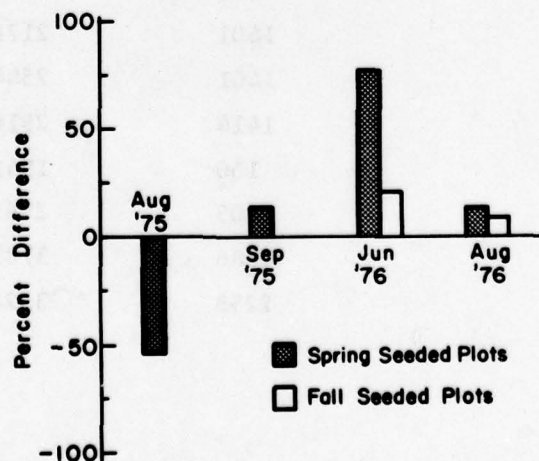 100
50
0
-50
-100
Percent Difference
Aug
'75
Sep
'75
Jun
'76
Aug
'76
Spring Seeded Plots
Fall Seeded Plots